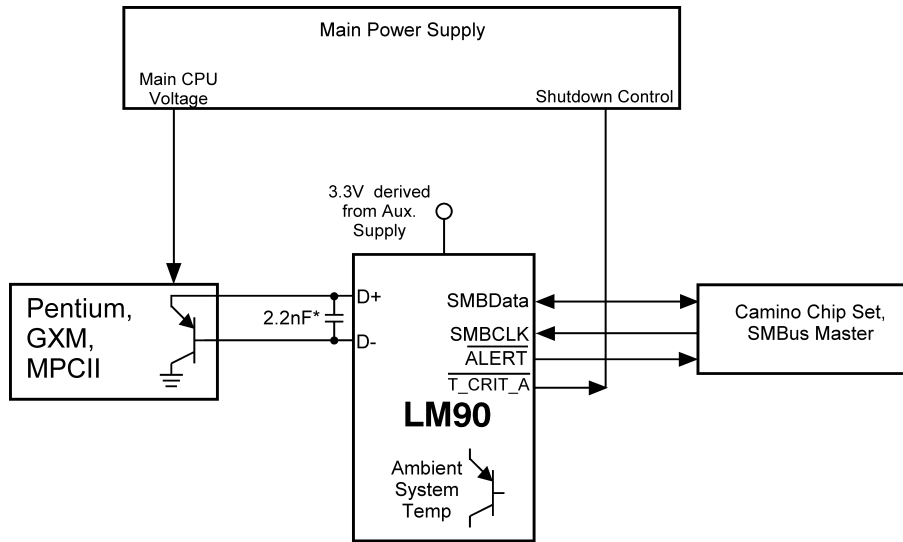 Main Power Supply
Main CPU
Voltage
Shutdown Control
3.3V derived
from Aux.
Supply
Pentium,
GXM,
MPCII
2.2nF*
D+
D-
SMBData
SMBCLK
ALERT
T_CRIT_A
LM90
Ambient
System
Temp
Camino Chip Set,
SMBus Master